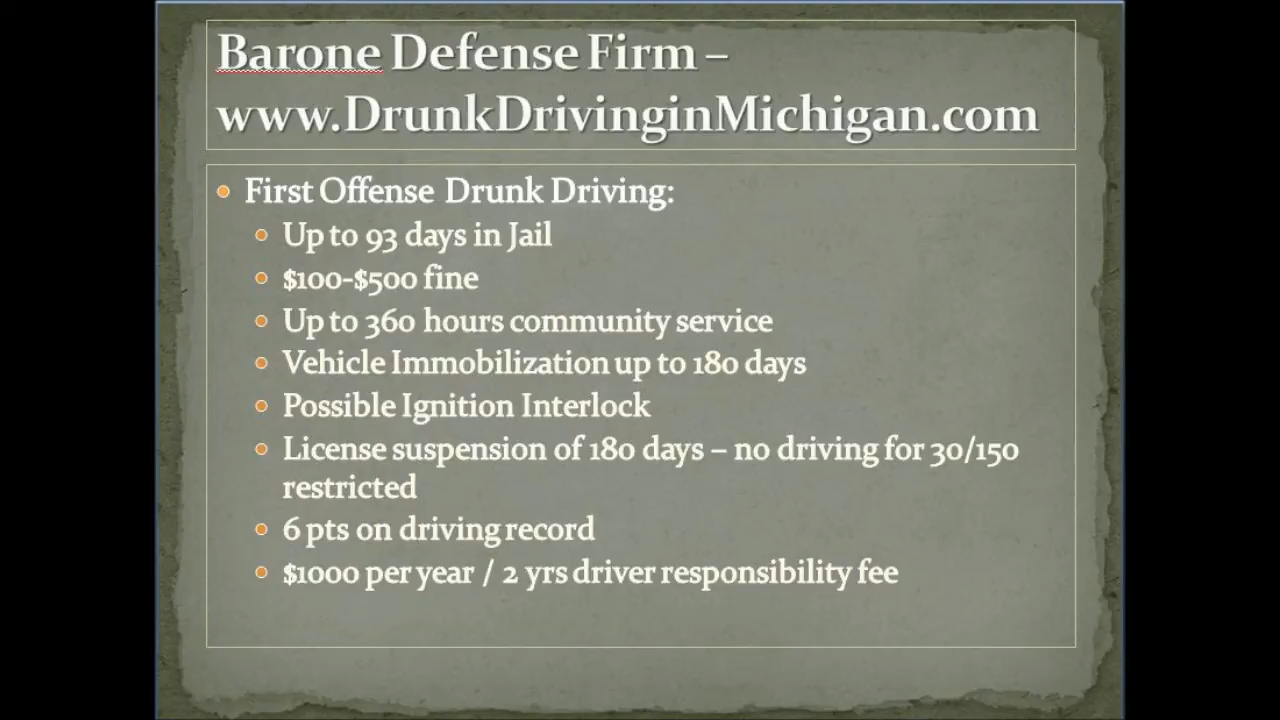 Barone Defense Firm –
www.DrunkDrivinginMichigan.com
First Offense Drunk Driving:
Up to 93 days in Jail
$100-$500 fine
Up to 360 hours community service
Vehicle Immobilization up to 180 days
Possible Ignition Interlock
License suspension of 180 days – no driving for 30/150
restricted
6 pts on driving record
$1000 per year / 2 yrs driver responsibility fee